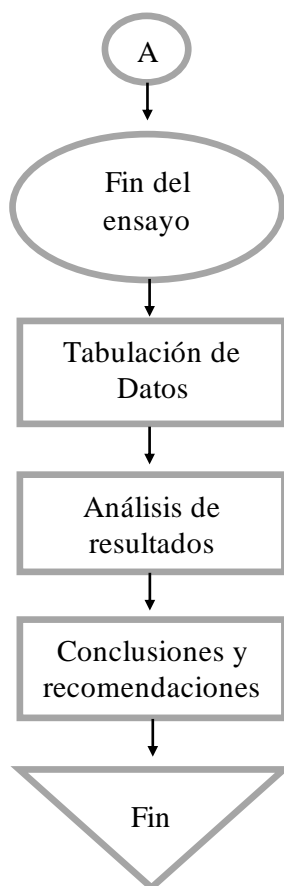 A
Fin del
ensayo
Tabulación de
Datos
Análisis de
resultados
Conclusiones y
recomendaciones
Fin